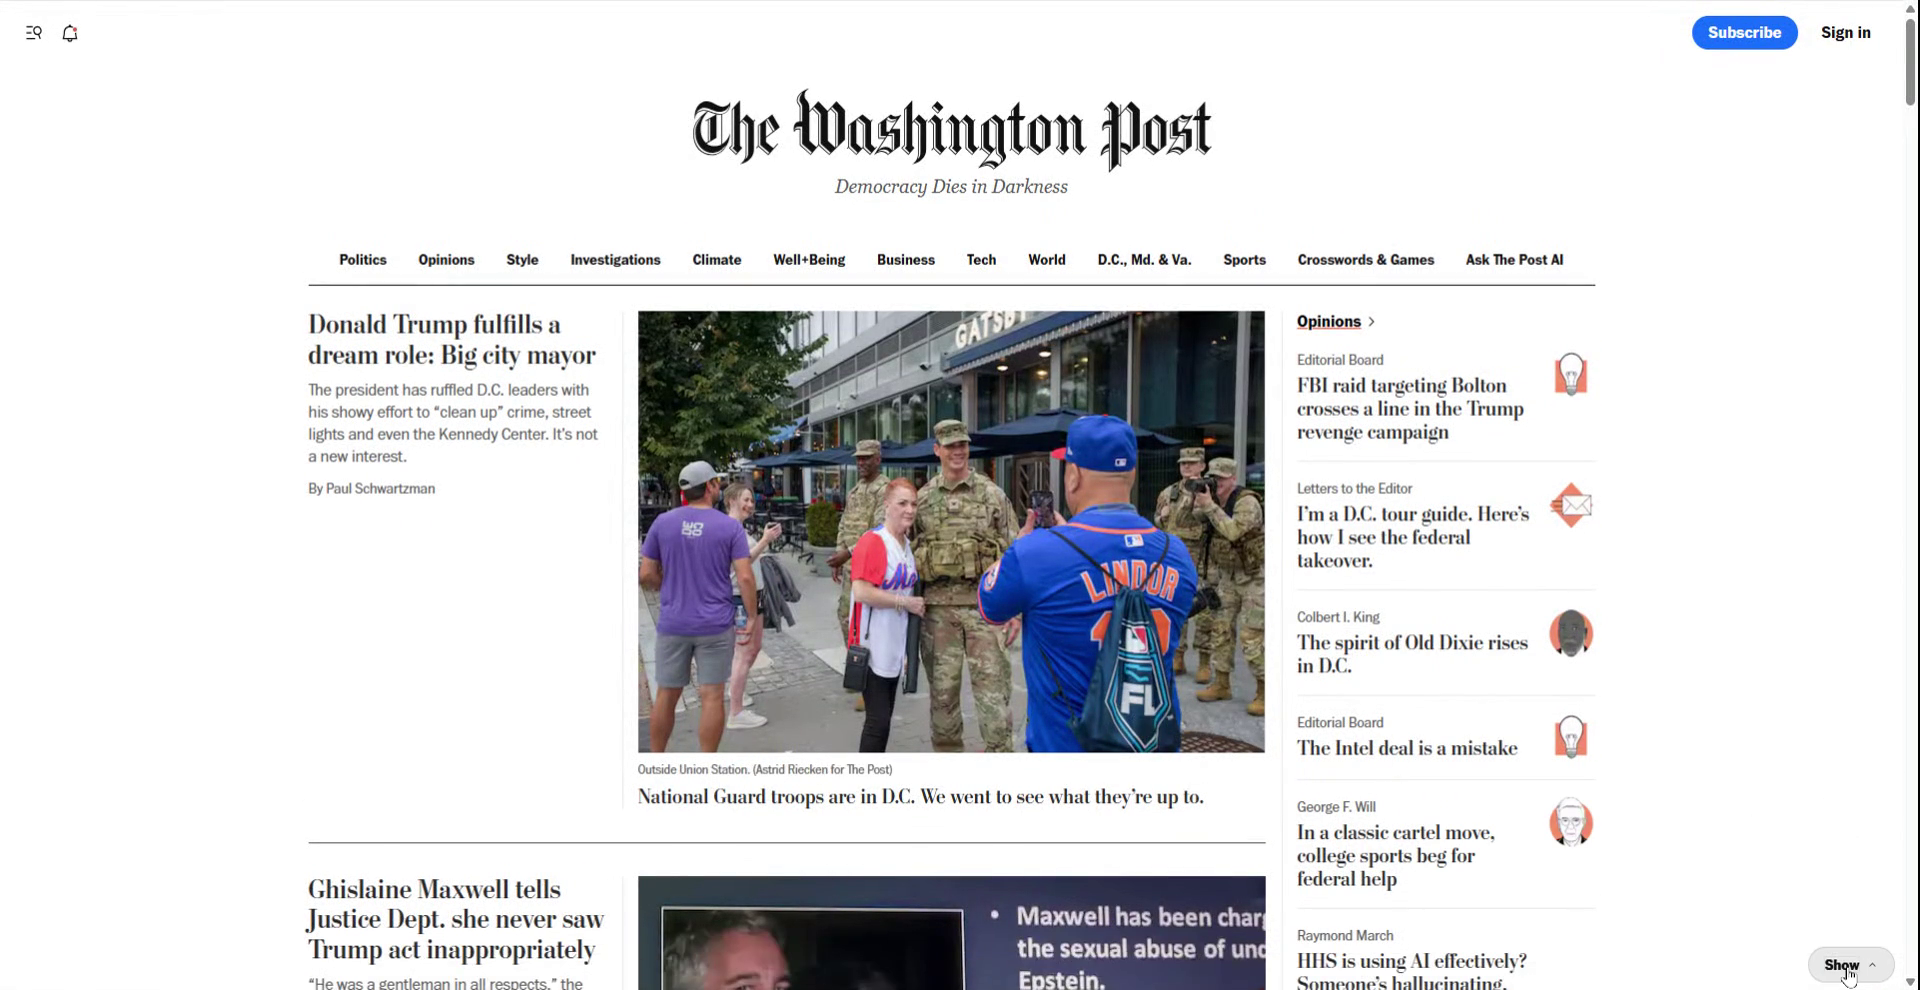 Subscribe
Sign in
The Washington Post
Democracy Dies in Darkness
Politics
Opinions
Style
Investigations
Climate
Well+Being
Business
Tech
World
D.C., Md. & Va.
Sports
Crosswords & Games
Ask The Post AI
Donald Trump fulfills a
dream role: Big city mayor
The president has ruffled D.C. leaders with
his showy effort to “clean up” crime, street
lights and even the Kennedy Center. It’s not
a new interest.
By Paul Schwartzman
GATSBY
LINDOR
FL
Outside Union Station. (Astrid Riecken for The Post)
National Guard troops are in D.C. We went to see what they’re up to.
Ghislaine Maxwell tells
Justice Dept. she never saw
Trump act inappropriately
“He was a gentleman in all respects,” the
• Maxwell has been charg
the sexual abuse of und
Epstein.
Opinions >
Editorial Board
FBI raid targeting Bolton
crosses a line in the Trump
revenge campaign
Letters to the Editor
I’m a D.C. tour guide. Here’s
how I see the federal
takeover.
Colbert I. King
The spirit of Old Dixie rises
in D.C.
Editorial Board
The Intel deal is a mistake
George F. Will
In a classic cartel move,
college sports beg for
federal help
Raymond March
HHS is using AI effectively?
Someone’s hallucinating.
Show